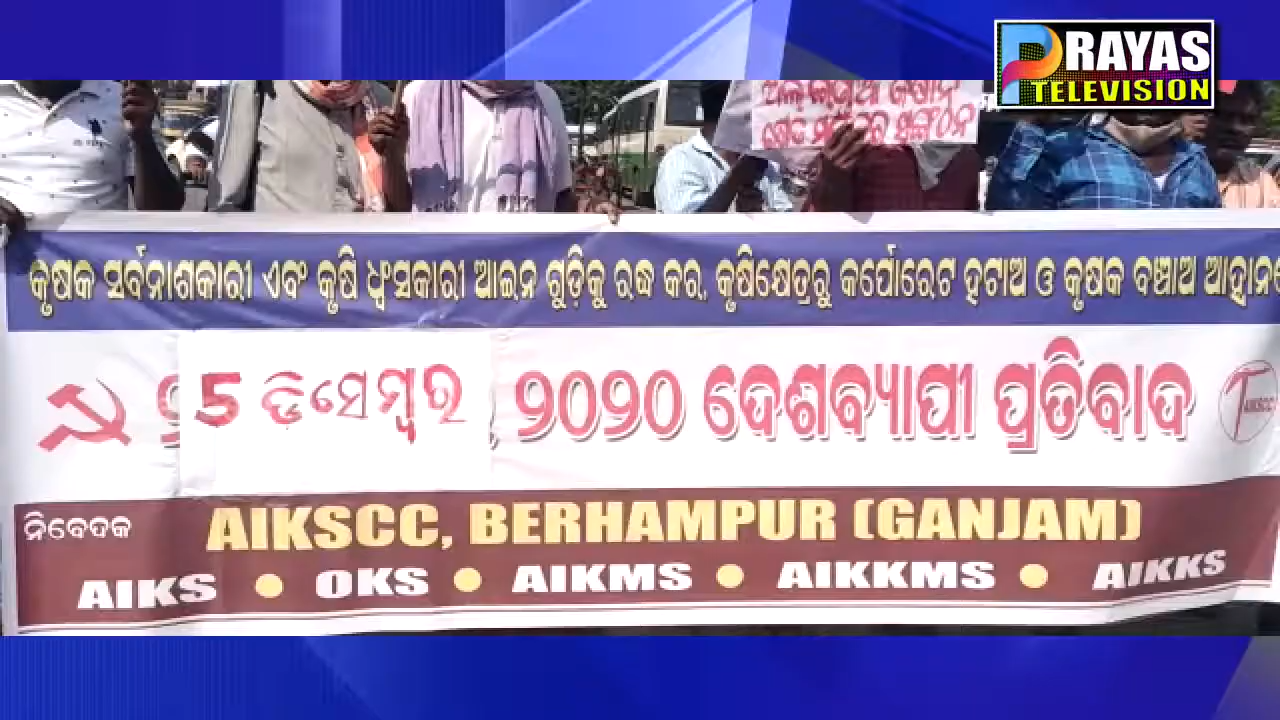 PRAYAS
TELEVISION
କୃଷକ ସର୍ବନାଶକାରୀ ଏବଂ କୃଷି ଧ୍ୱଂସକାରୀ ଆଇନ ଗୁଡ଼ିକୁ ରଦ୍ଧ କର, କୃଷିକ୍ଷେତ୍ରରୁ କର୍ପୋରେଟ ହଟାଅ ଓ କୃଷକ ବଞ୍ଚାଅ
5 ଡିସେମ୍ବର, ୨୦୨୦ ଦେଶବ୍ୟାପୀ ପ୍ରତିବାଦ
AIKSCC
ନିବେଦକ
AIKSCC, BERHAMPUR (GANJAM)
AIKS • OKS • AIKMS • AIKKMS • AIKKS